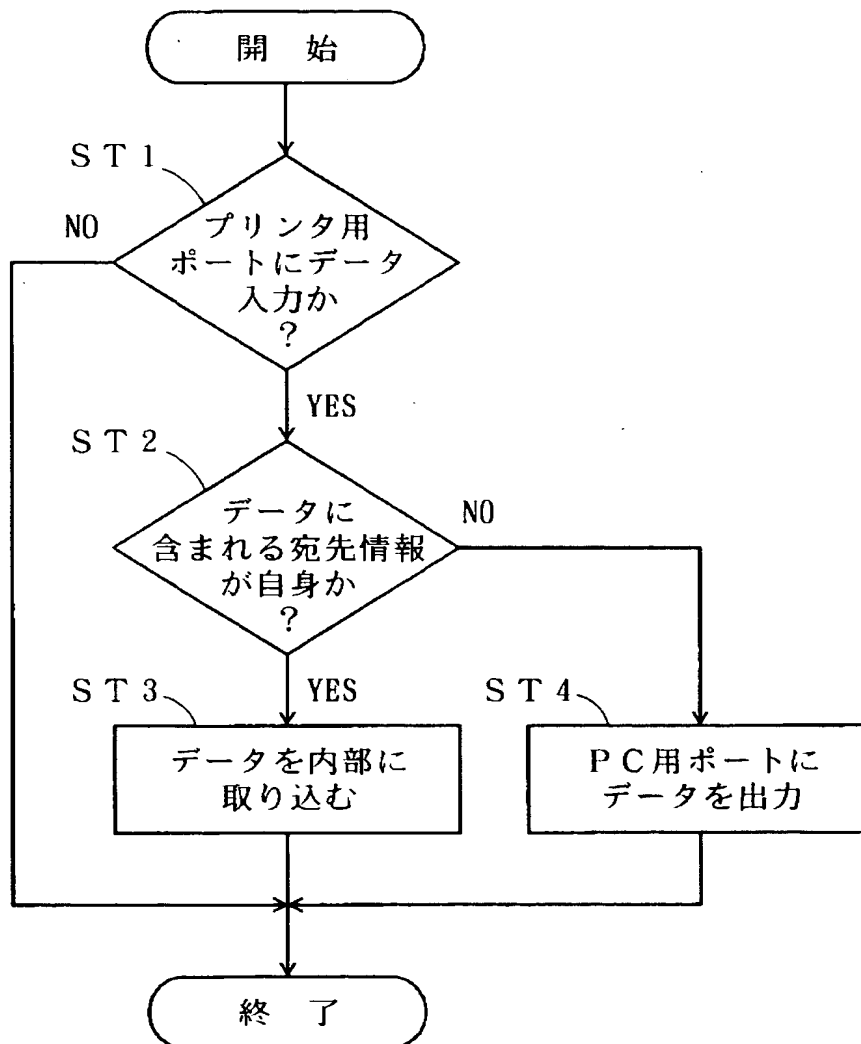 開 始
ST1
NO
プリンタ用
ポートにデータ
入力か
?
YES
ST2
データに
含まれる宛先情報
が自身か
?
NO
ST3
YES
ST4
データを内部に
取り込む
PC用ポートに
データを出力
終 了